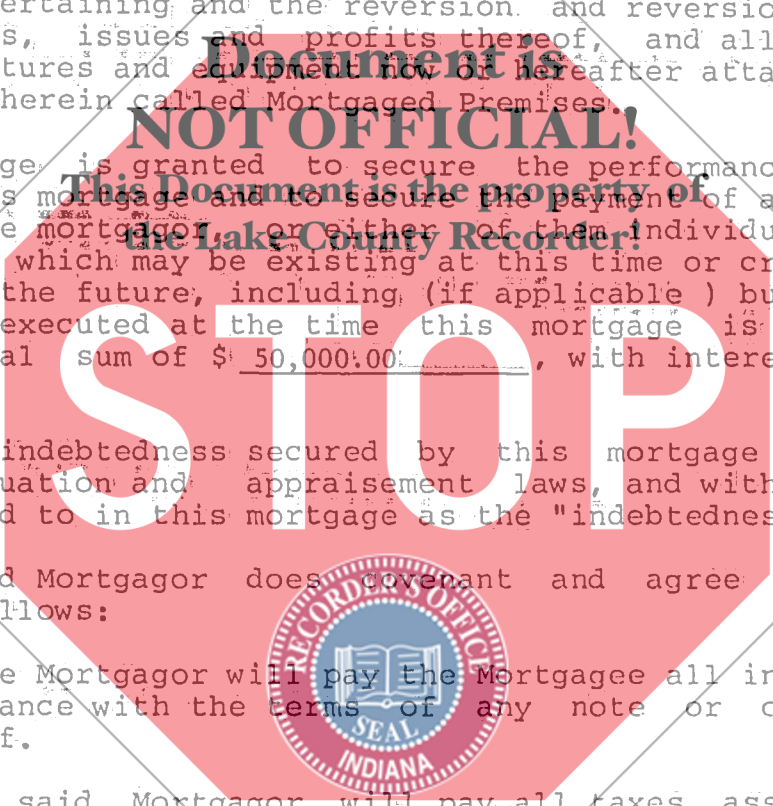 ertaining and the reversion and reversio
s, issues and profits thereof, and all
Document is
tures and equipment now or hereafter atta
herein called Mortgaged Premises.
NOT OFFICIAL!
ge is granted to secure the performanc
s mortgage and to secure the payment of a
This Document is the property of
e mortgagor, or either of them individu
the Lake County Recorder!
which may be existing at this time or cr
the future, including (if applicable ) bu
executed at the time this mortgage is
al sum of $ 50,000.00 , with intere
STOP
indebtedness secured by this mortgage
uation and appraisement laws, and with
d to in this mortgage as the "indebtednes
d Mortgagor does covenant and agree
llows:
RECORDER'S OFFICE
e Mortgagor will pay the Mortgagee all in
ance with the terms of any note or c
SEAL
f.
INDIANA
said Mortgagor will pay all taxes ass